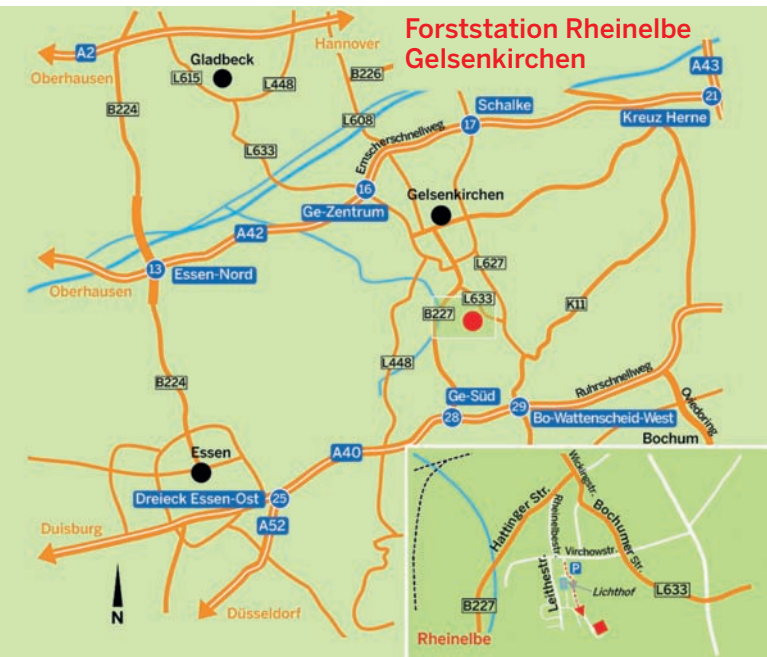 Forststation Rheinelbe
Gelsenkirchen
A2
Oberhausen
Hannover
Gladbeck
L615
L448
B226
A43
B224
L608
Schalke
21
Kreuz Herne
17
Emscherschnellweg
L633
16
Ge-Zentrum
Gelsenkirchen
A42
13
Essen-Nord
Oberhausen
L627
L633
B227
K11
L448
B224
Ge-Süd
28
29
Ruhrschnellweg
Bo-Wattenscheid-West
Oviedoring
Bochum
Essen
A40
Dreieck Essen-Ost
25
A52
Duisburg
Düsseldorf
N
Wickingstr.
Hattinger Str.
Rheinelbestr.
Bochumer Str.
Virchowstr.
P
Leithestr.
Lichthof
L633
B227
Rheinelbe